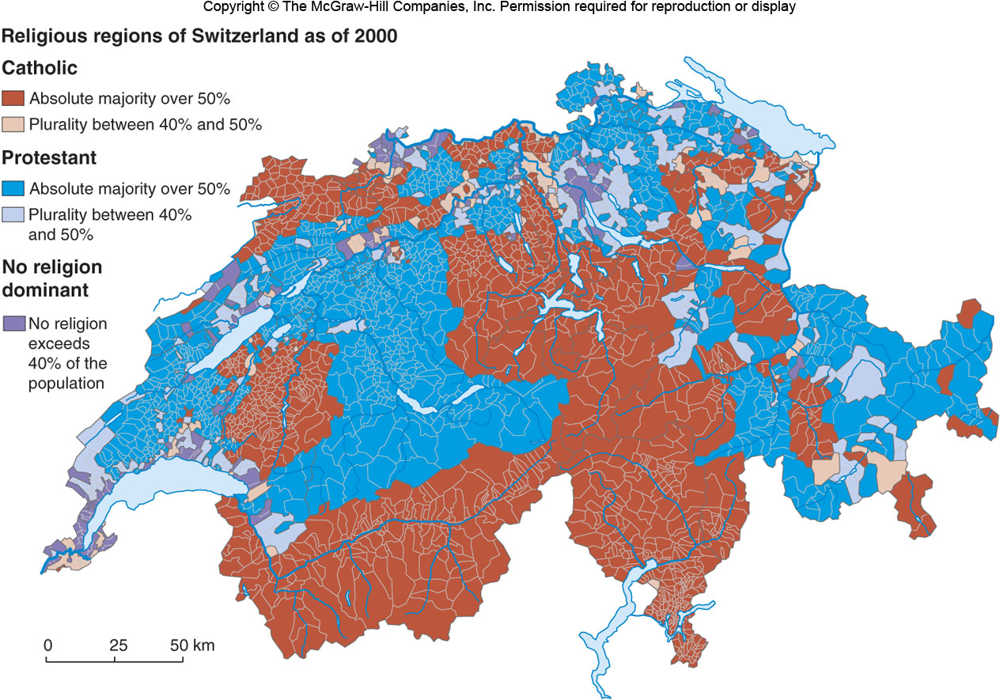 Copyright © The McGraw-Hill Companies, Inc. Permission required for reproduction or display
Religious regions of Switzerland as of 2000
Catholic
Absolute majority over 50%
Plurality between 40% and 50%
Protestant
Absolute majority over 50%
Plurality between 40%
and 50%
No religion
dominant
No religion
exceeds
40% of the
population
0 25 50 km